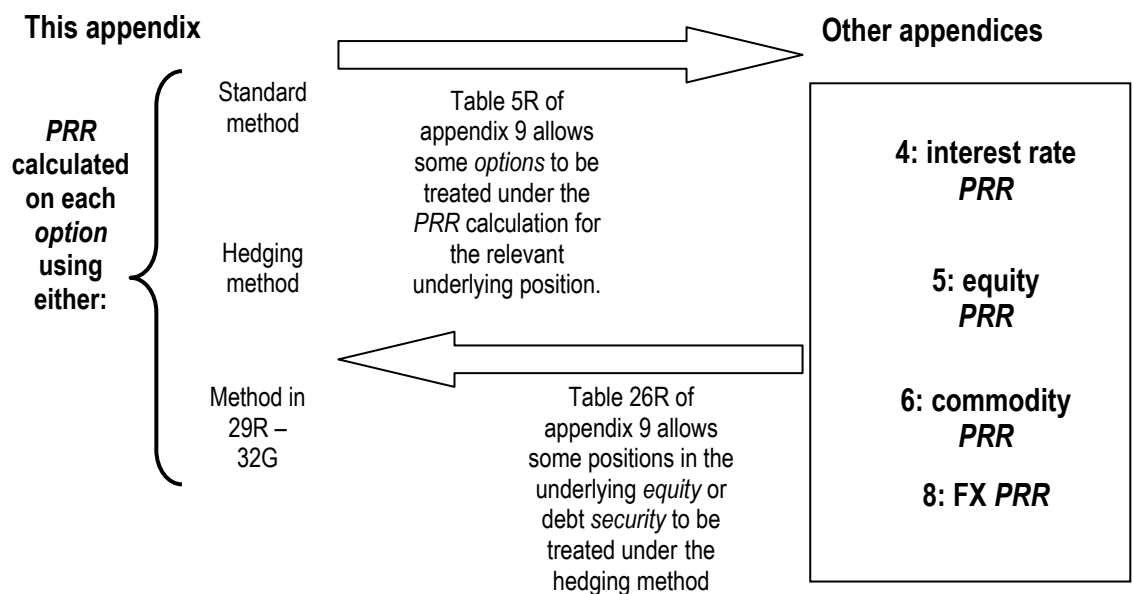 This appendix
PRR
calculated
on each
option
using
either:
Standard
method
Hedging
method
Method in
29R –
32G
Table 5R of
appendix 9 allows
some options to be
treated under the
PRR calculation for
the relevant
underlying position.
Table 26R of
appendix 9 allows
some positions in the
underlying equity or
debt security to be
treated under the
hedging method
Other appendices
4: interest rate
PRR
5: equity
PRR
6: commodity
PRR
8: FX PRR